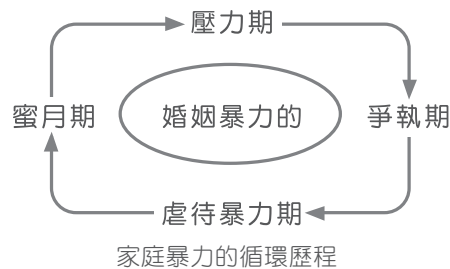 壓力期
蜜月期
婚姻暴力的
爭執期
虐待暴力期
家庭暴力的循環歷程